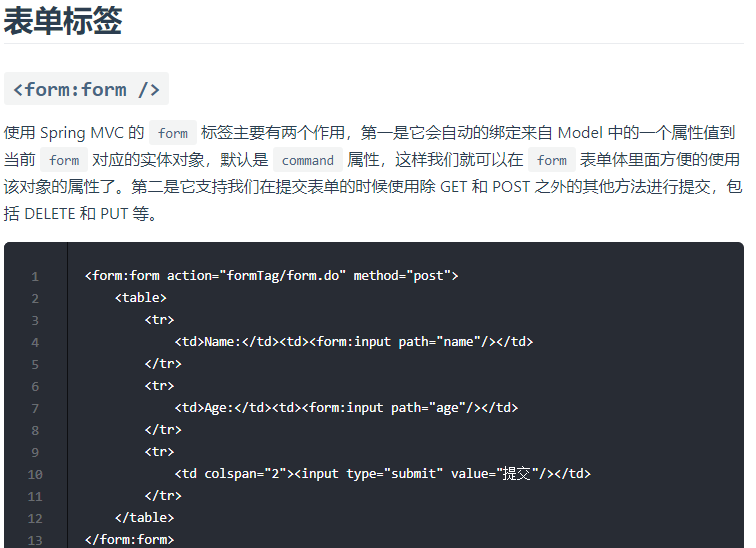 表单标签
<form:form />
使用 Spring MVC 的 form 标签主要有两个作用，第一是它会自动的绑定来自 Model 中的一个属性值到
当前 form 对应的实体对象，默认是 command 属性，这样我们就可以在 form 表单体里面方便的使用
该对象的属性了。第二是它支持我们在提交表单的时候使用除 GET 和 POST 之外的其他方法进行提交，包
括 DELETE 和 PUT 等。
1 <form:form action="formTag/form.do" method="post">
2     <table>
3         <tr>
4             <td>Name:</td><td><form:input path="name"/></td>
5         </tr>
6         <tr>
7             <td>Age:</td><td><form:input path="age"/></td>
8         </tr>
9         <tr>
10             <td colspan="2"><input type="submit" value="提交"/></td>
11         </tr>
12     </table>
13 </form:form>